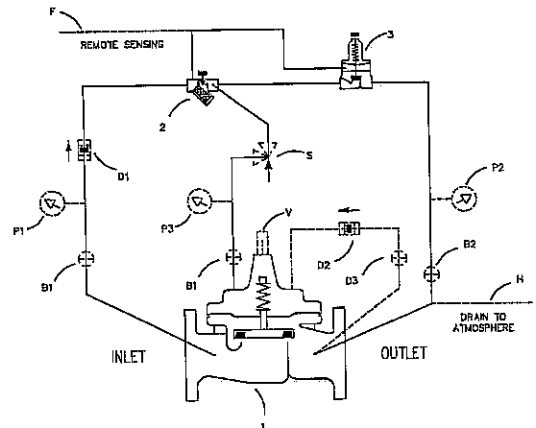 F
REMOTE SENSING
3
2
S
D1
P2
P1
P3
V
D2
B2
B1
B1
D3
H
DRAIN TO
ATMOSPHERE
INLET
OUTLET
1